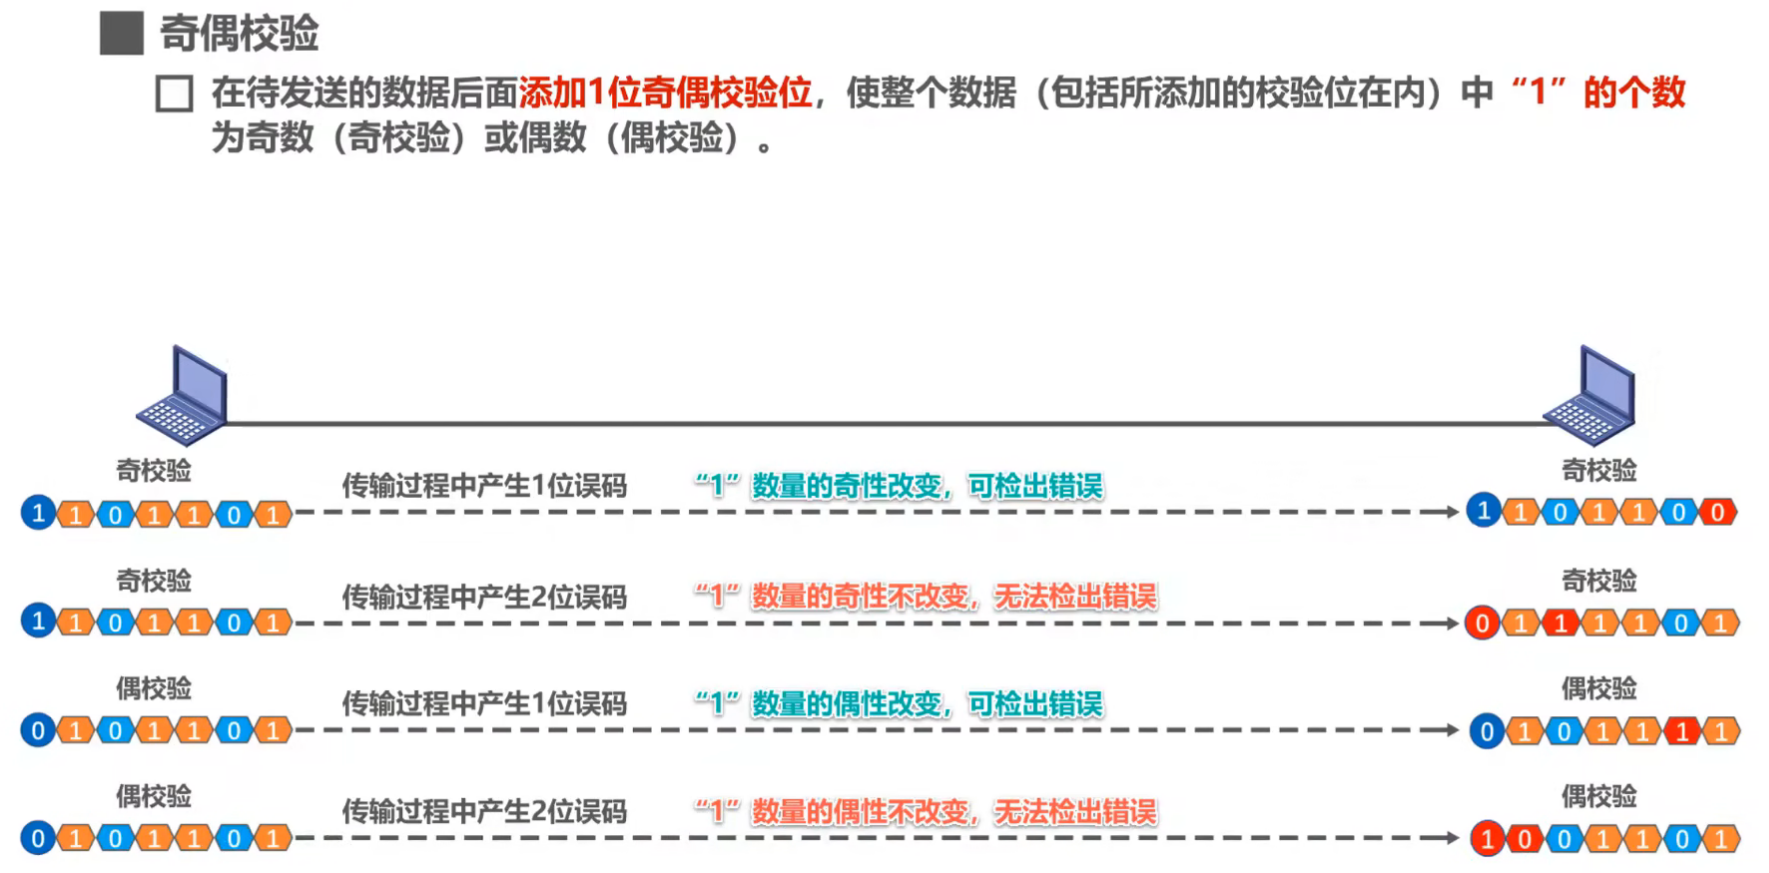 奇偶校验
在待发送的数据后面添加1位奇偶校验位，使整个数据（包括所添加的校验位在内）中“1”的个数
为奇数（奇校验）或偶数（偶校验）。
奇校验 奇校验
传输过程中产生1位误码 “1”数量的奇性改变，可检出错误
1 1 0 1 1 0 1 1 1 0 1 1 0 0
奇校验 奇校验
传输过程中产生2位误码 “1”数量的奇性不改变，无法检出错误
1 1 0 1 1 0 1 0 1 1 1 1 0 1
偶校验 偶校验
传输过程中产生1位误码 “1”数量的偶性改变，可检出错误
0 1 0 1 1 0 1 0 1 0 1 1 1 1
偶校验 偶校验
传输过程中产生2位误码 “1”数量的偶性不改变，无法检出错误
0 1 0 1 1 0 1 1 0 0 1 1 0 1